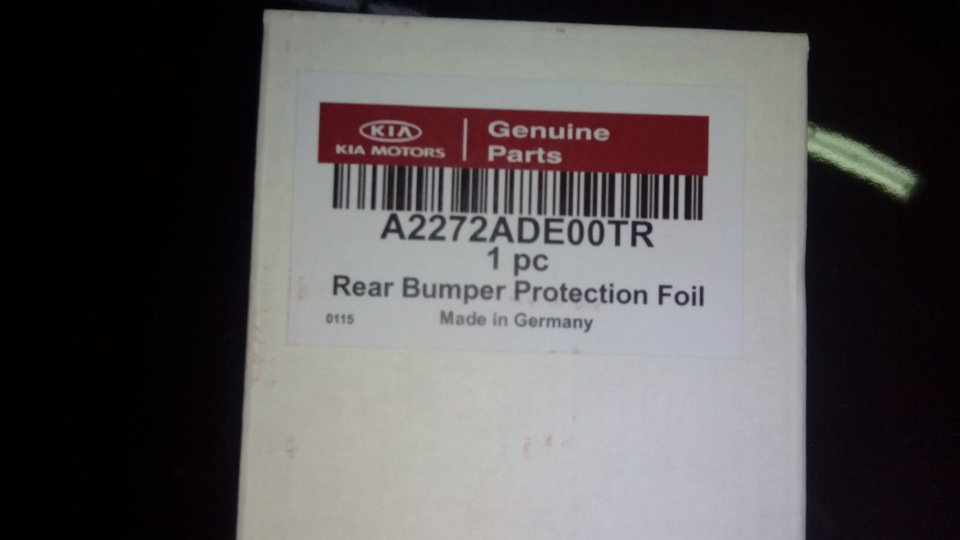 KIA
KIA MOTORS
Genuine
Parts
A2272ADE00TR
1 pc
Rear Bumper Protection Foil
0115
Made in Germany